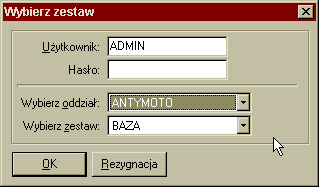 Wybierz zestaw
Użytkownik: ADMIN
Hasło:
Wybierz oddział: ANTYMOTO
Wybierz zestaw: BAZA
OK Rezygnacja